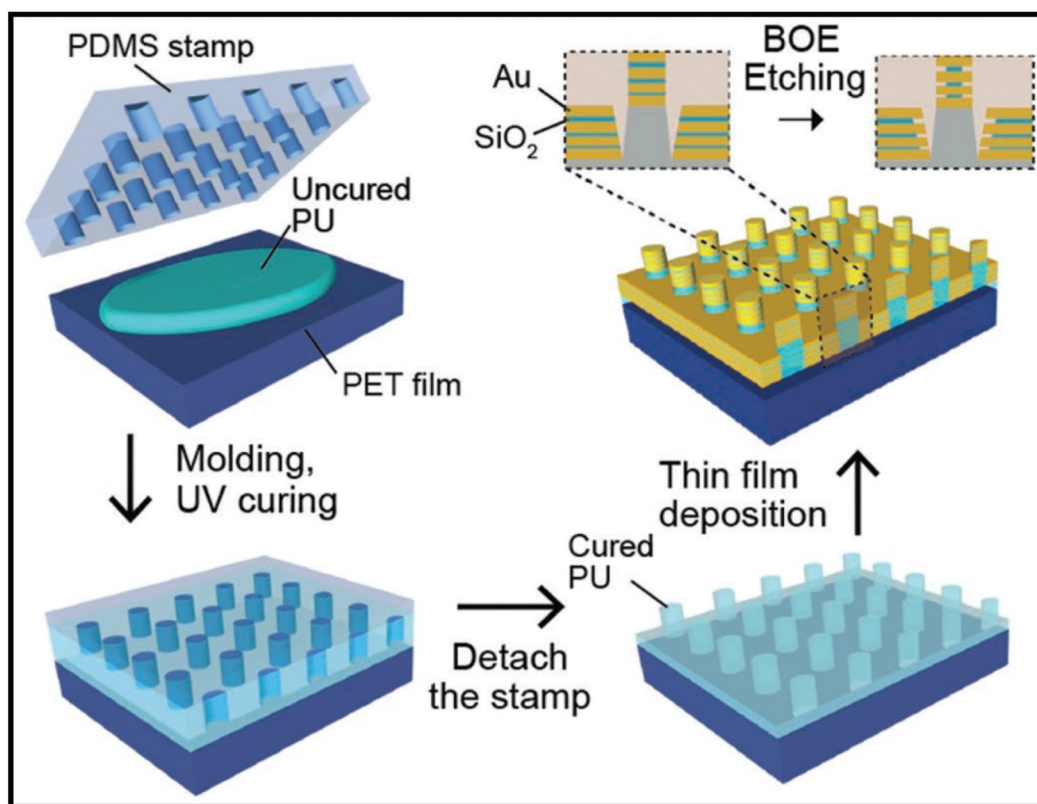 PDMS stamp
Uncured
PU
PET film
Molding,
UV curing
Detach
the stamp
Cured
PU
Thin film
deposition
Au
SiO₂
BOE
Etching